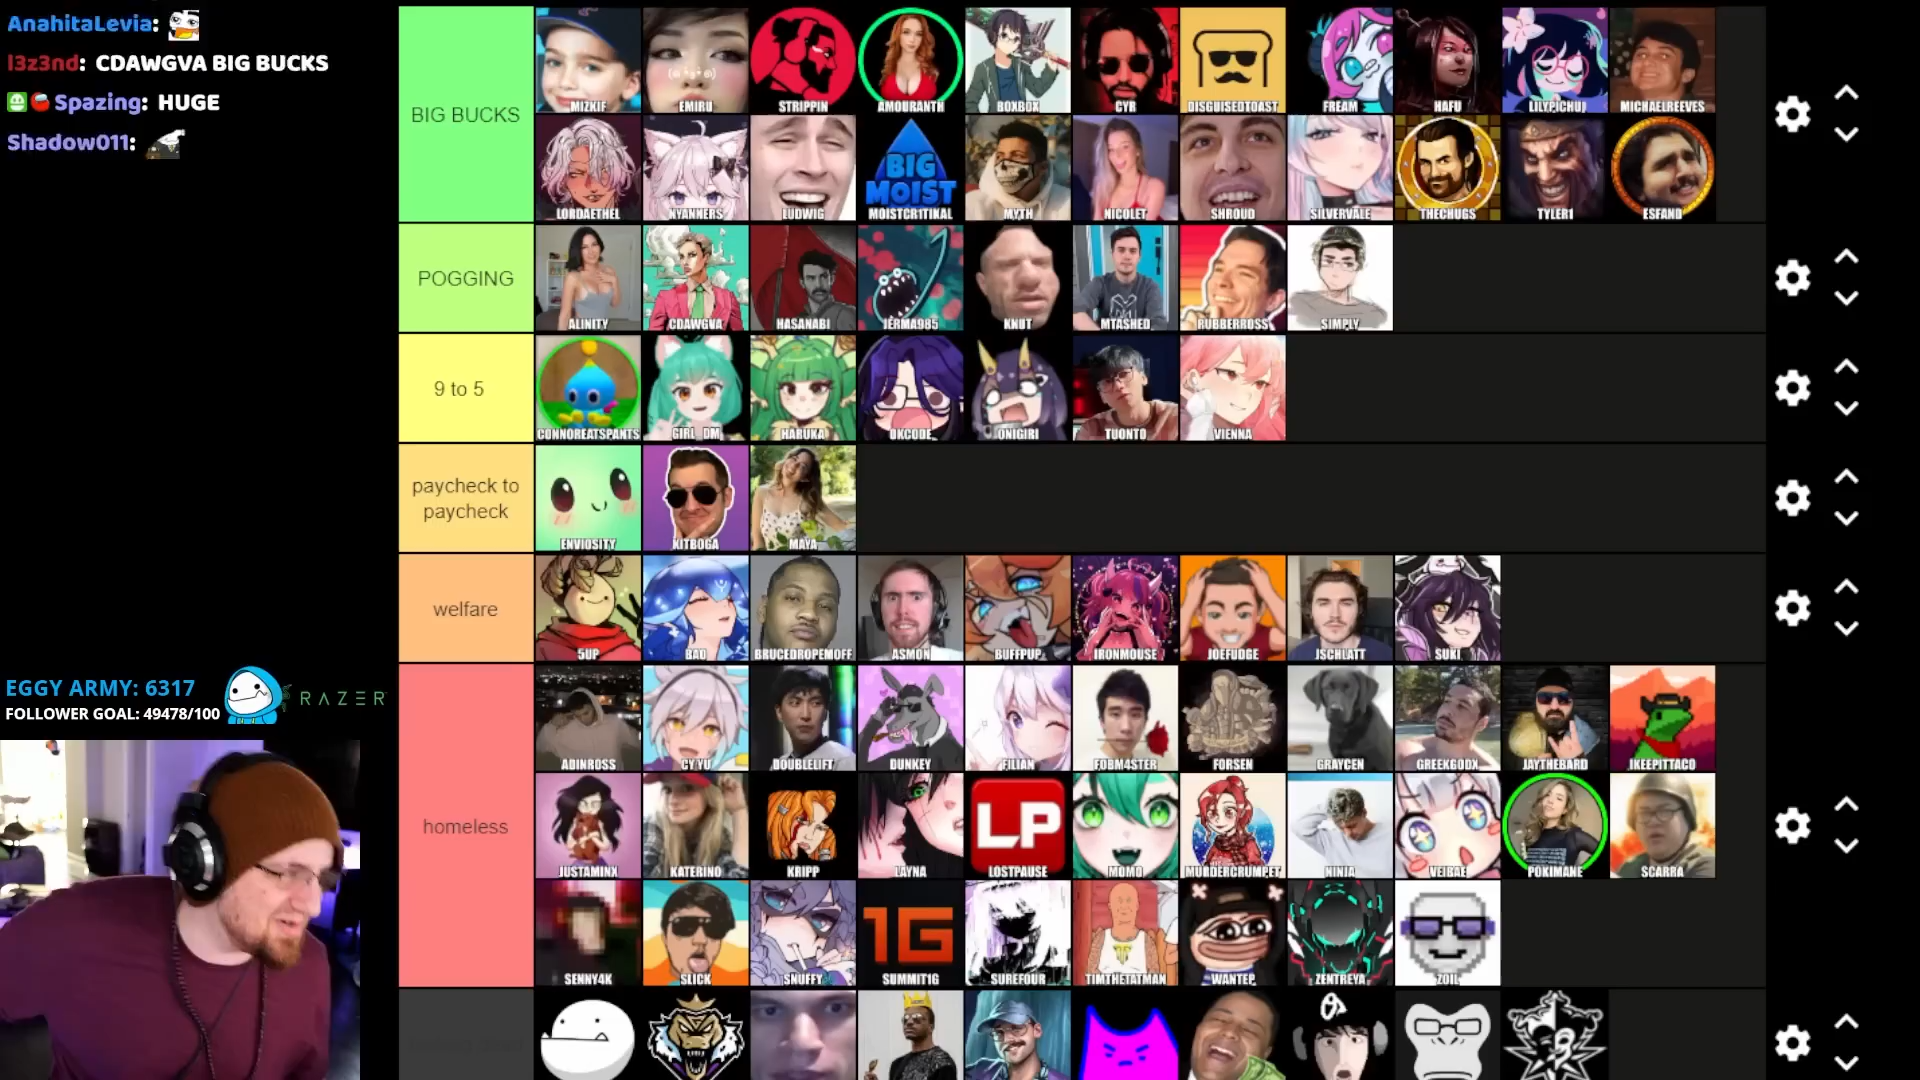 AnahitaLevia:
l3z3nd: CDAWGVA BIG BUCKS
Spazing: HUGE
Shadow011:
EGGY ARMY: 6317
FOLLOWER GOAL: 49478/100
RAZER
BIG BUCKS
MIZKIF
EMIRU
STRIPPIN
AMOURANTH
BOXBOX
CYR
DISGUISEDTOAST
FREAM
HAFU
LILYPICHU
MICHAELREEVES
LORDAETHEL
NYANNERS
LUDWIG
BIG
MOIST
MOISTCR1TIKAL
MYTH
NICOLET
SHROUD
SILVERVALE
THECHUGS
TYLER1
ESFAND
POGGING
ALINITY
CDAWGVA
HASANABI
JERMA985
KNUT
MTASHED
RUBBERROSS
SIMPLY
9 to 5
CONNOREATSPANTS
GIRL_DM
HARUKA
OKCODE
ONIGIRI
TUONTO
VIENNA
paycheck to
paycheck
ENVIOSITY
KITBOGA
MAYA
welfare
5UP
BAO
BRUCEDROPEMOFF
ASMON
BUFFPUP
IRONMOUSE
JOEFUDGE
JSCHLATT
SUKI
homeless
ADINROSS
CY YU
DOUBLELIFT
DUNKEY
FILIAN
FOBM4STER
FORSEN
GRAYCEN
GREEKGODX
JAYTHEBARD
JKEEPITTACO
JUSTAMINX
KATERINO
KRIPP
LAYNA
LP
LOSTPAUSE
MOMO
MURDERCRUMPET
NINJA
VEIBAE
POKIMANE
SCARRA
SENNY4K
SLICK
SNUFFY
1G
SUMMIT1G
SUREFOUR
TIMTHETATMAN
WANTEP
ZENTREYA
ZOIL